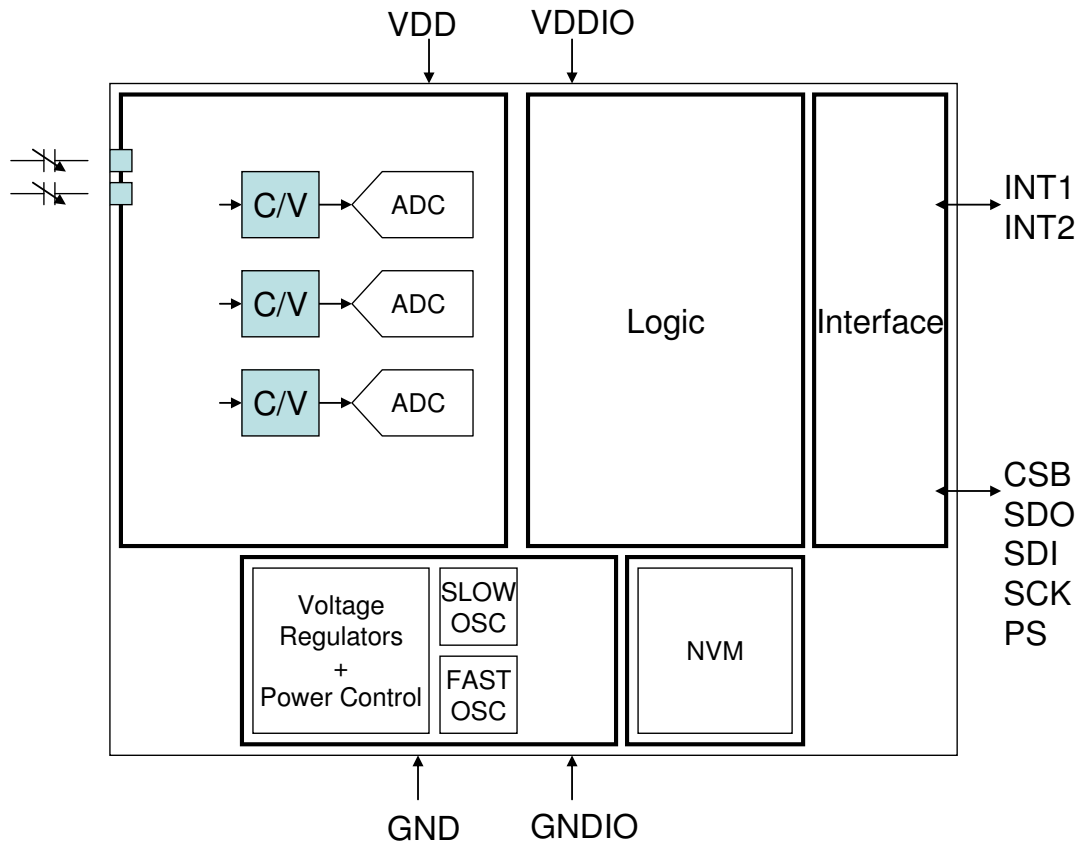 VDD
VDDIO
C/V
ADC
C/V
ADC
C/V
ADC
Logic
Interface
INT1
INT2
CSB
SDO
SDI
SCK
PS
Voltage
Regulators
+
Power Control
SLOW
OSC
FAST
OSC
NVM
GND
GNDIO